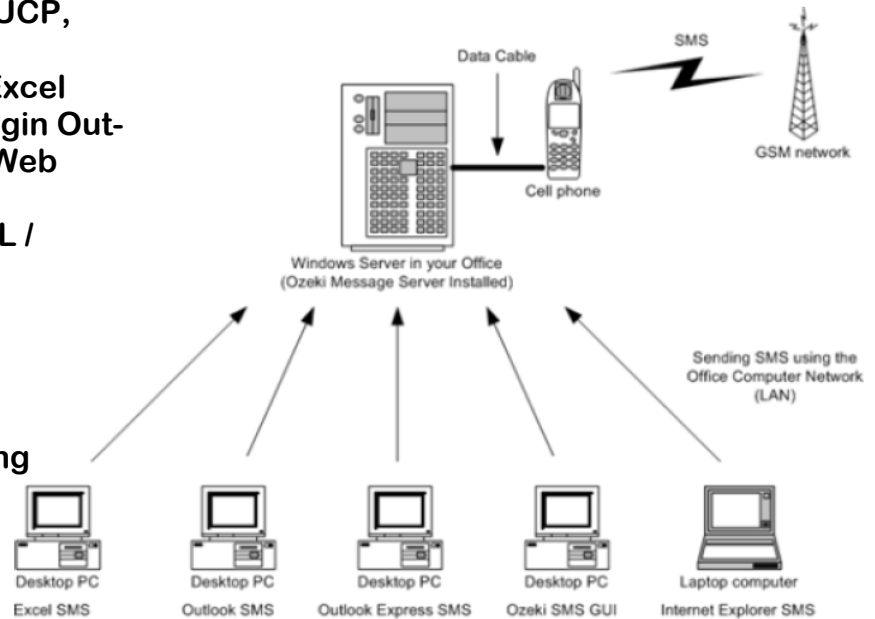 UCP,
Excel
gin Out-
Web
L /
ng
Data Cable
SMS
GSM network
Cell phone
Windows Server in your Office
(Ozeki Message Server Installed)
Sending SMS using the
Office Computer Network
(LAN)
Desktop PC
Excel SMS
Desktop PC
Outlook SMS
Desktop PC
Outlook Express SMS
Desktop PC
Ozeki SMS GUI
Laptop computer
Internet Explorer SMS